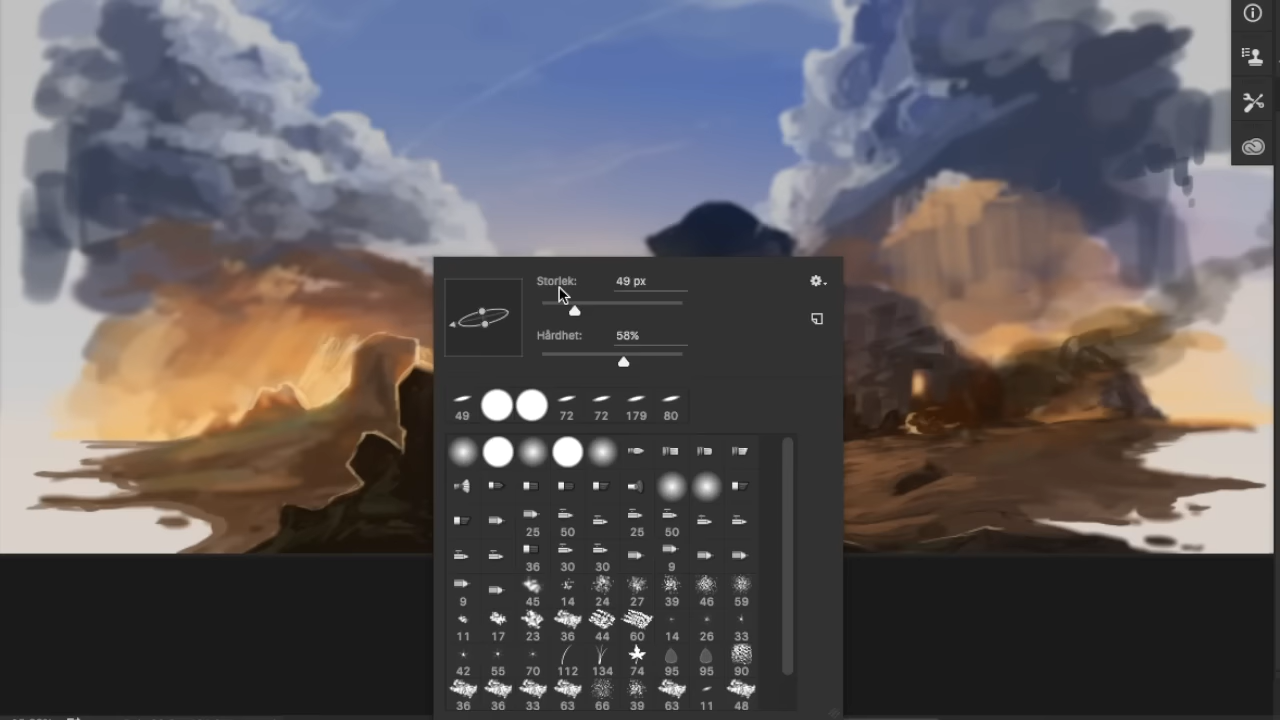 Storlek: 49 px
Hårdhet: 58%
49 72 72 179 80
25 50 25 50
36 30 30 9
9 45 14 24 27 39 46 59
11 17 23 36 44 60 14 26 33
42 55 70 112 134 74 95 95 90
36 36 33 63 66 39 63 11 48